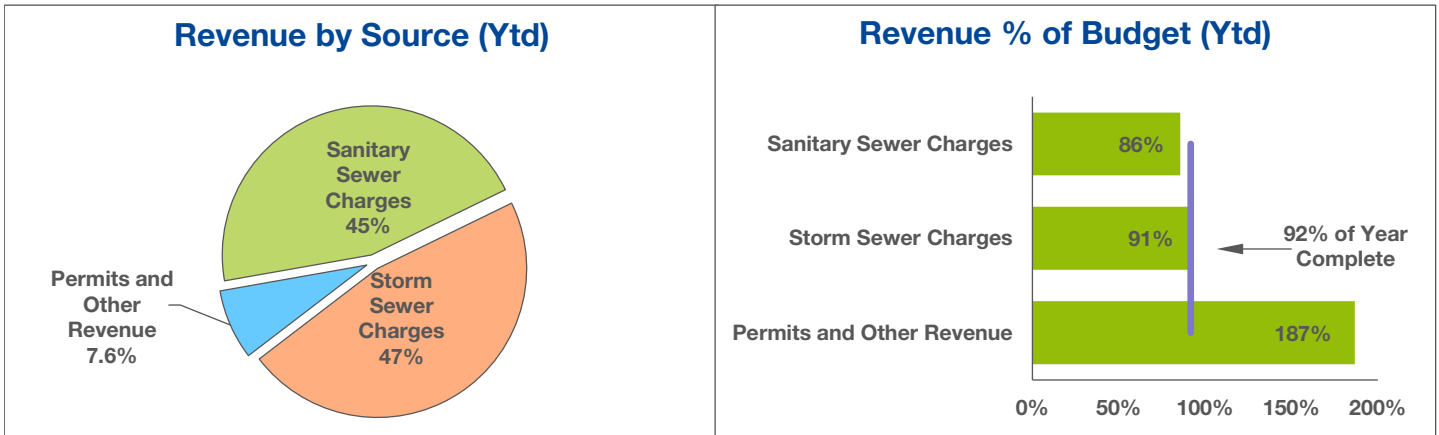 Revenue by Source (Ytd)
Sanitary
Sewer
Charges
45%
Permits and
Other
Revenue
7.6%
Storm
Sewer
Charges
47%
Revenue % of Budget (Ytd)
Sanitary Sewer Charges
86%
Storm Sewer Charges
91%
92% of Year
Complete
Permits and Other Revenue
187%
0% 50% 100% 150% 200%